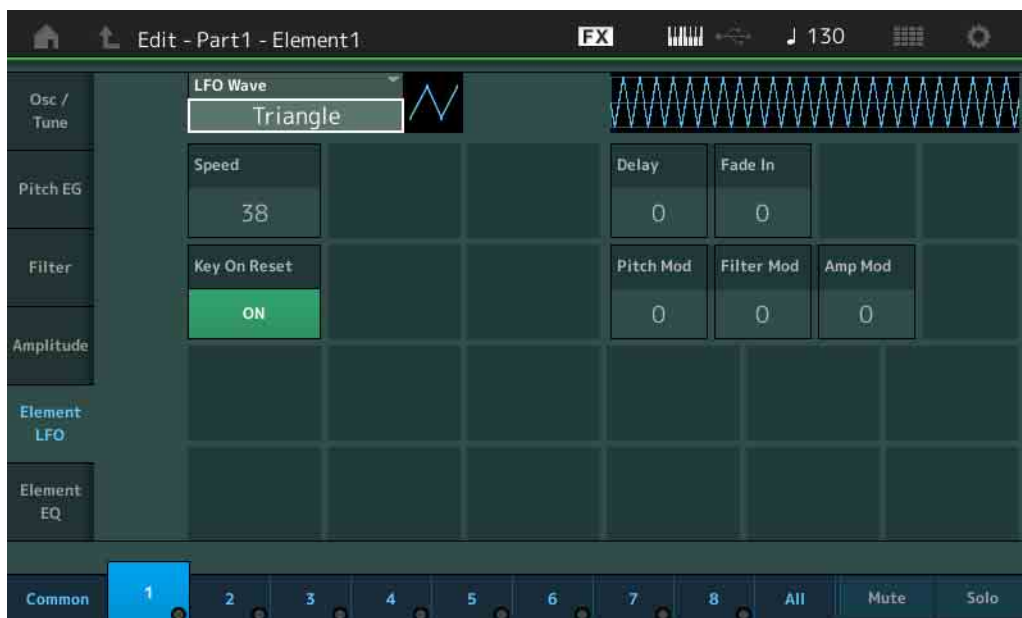 Edit - Part1 - Element1
FX
130
Osc /
Tune
Pitch EG
Filter
Amplitude
Element
LFO
Element
EQ
LFO Wave
Triangle
Speed
38
Delay
0
Fade In
0
Key On Reset
ON
Pitch Mod
0
Filter Mod
0
Amp Mod
0
Common 1 2 3 4 5 6 7 8 All Mute Solo